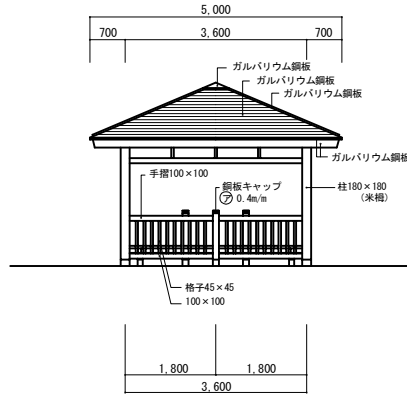 5,000
700 3,600 700
ガルバリウム鋼板
ガルバリウム鋼板
ガルバリウム鋼板
ガルバリウム鋼板
手摺100×100
銅板キャップ
㋐ 0.4m/m
柱180×180
(米栂)
格子45×45
100×100
1,800 1,800
3,600